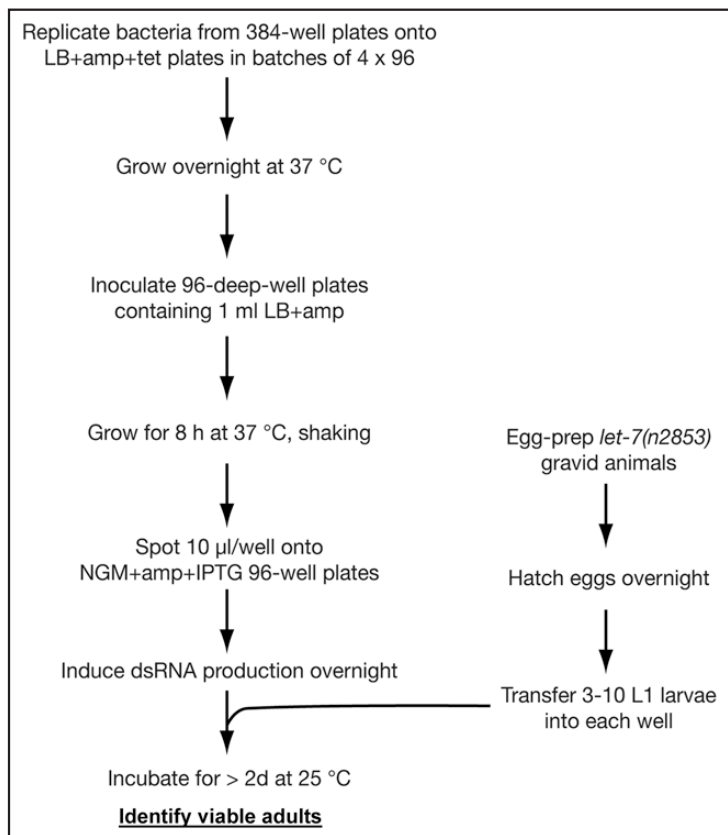 Replicate bacteria from 384-well plates onto
LB+amp+tet plates in batches of 4 x 96
Grow overnight at 37 °C
Inoculate 96-deep-well plates
containing 1 ml LB+amp
Grow for 8 h at 37 °C, shaking
Spot 10 µl/well onto
NGM+amp+IPTG 96-well plates
Induce dsRNA production overnight
Egg-prep let-7(n2853)
gravid animals
Hatch eggs overnight
Transfer 3-10 L1 larvae
into each well
Incubate for > 2d at 25 °C
Identify viable adults